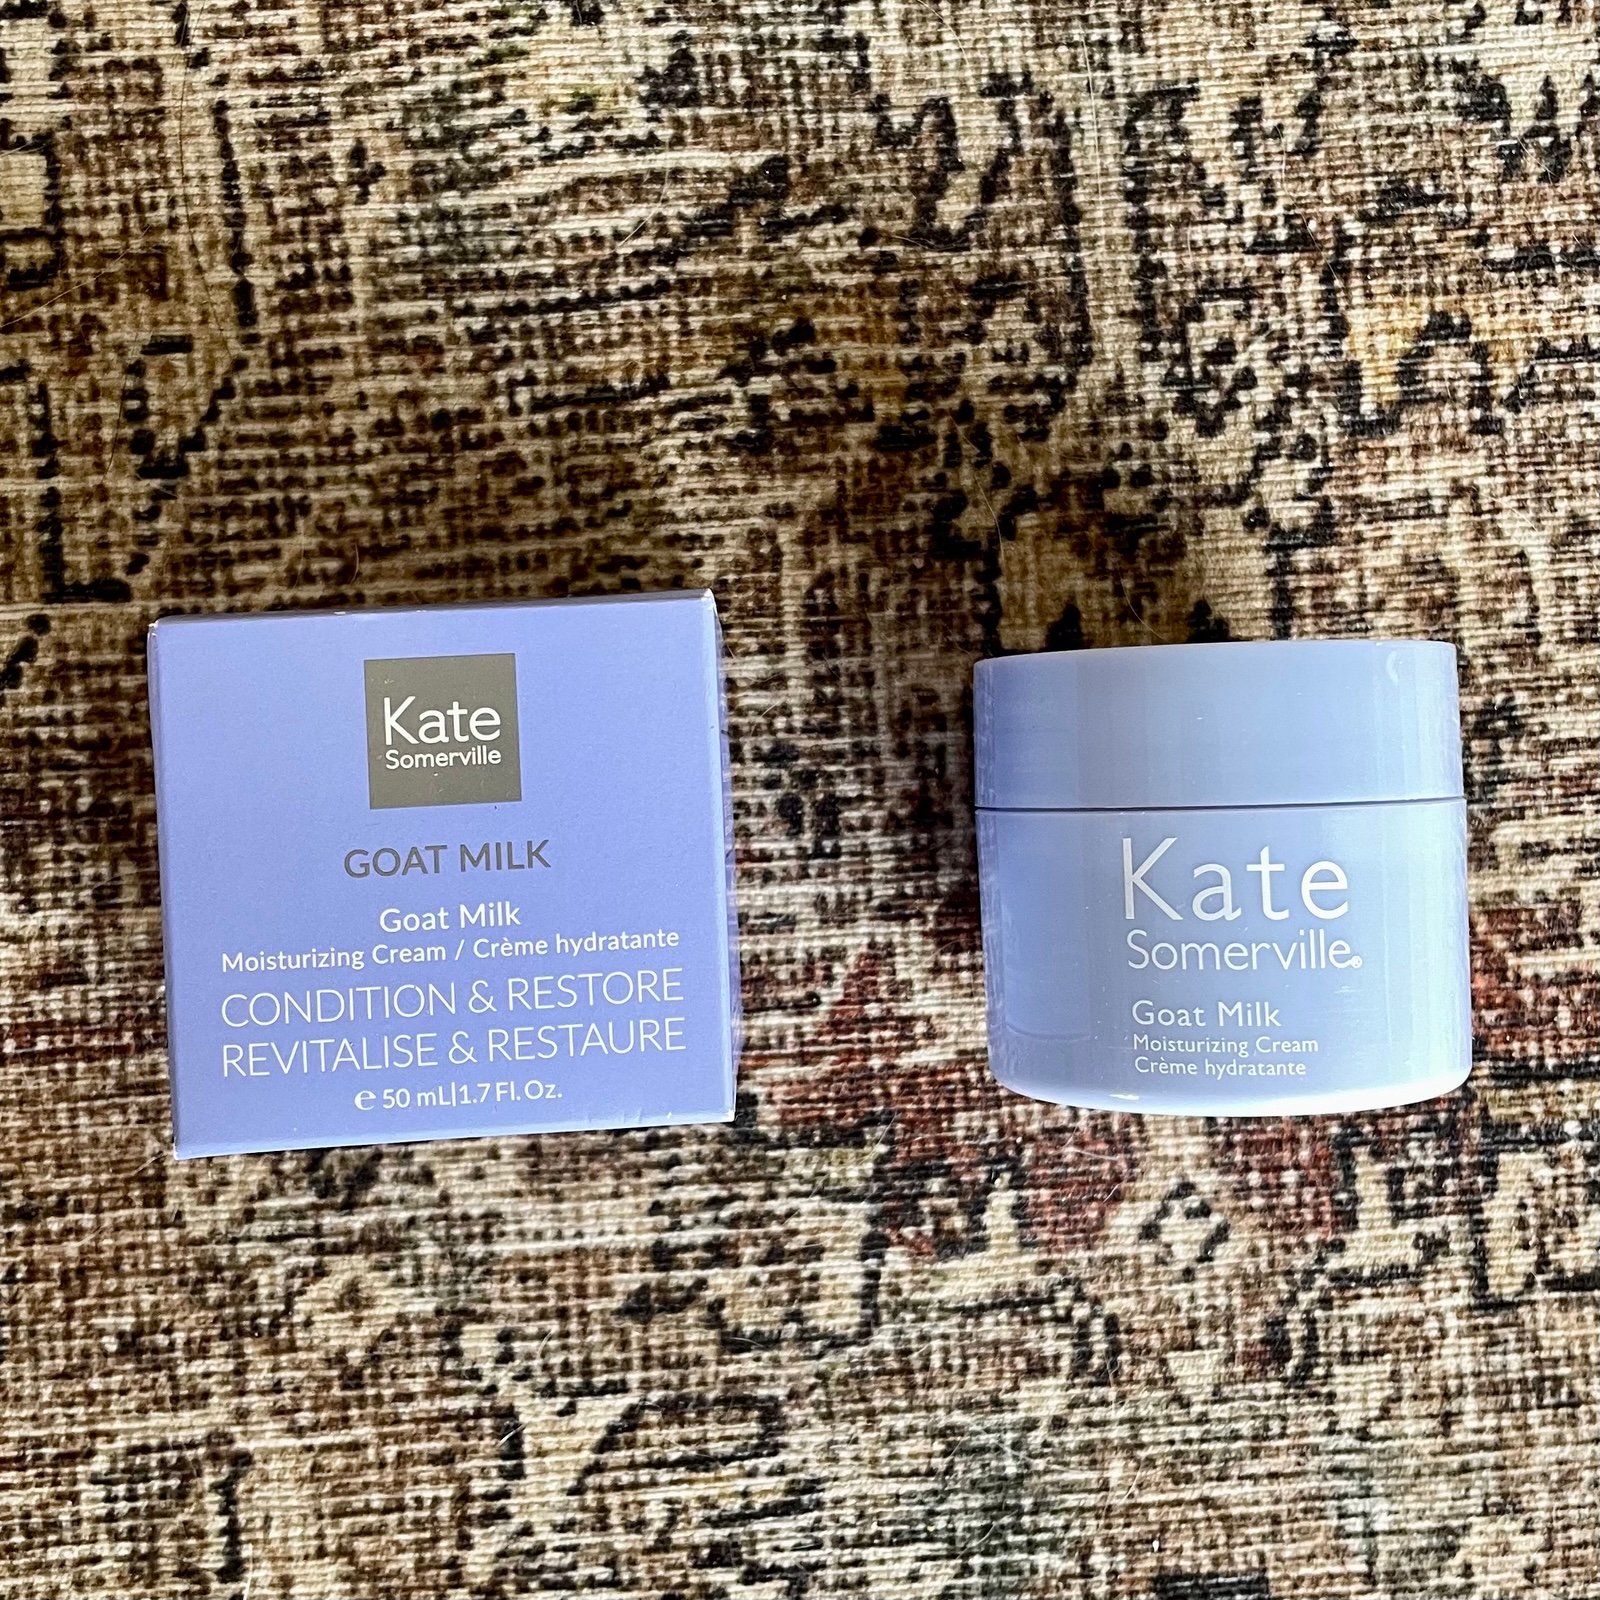 Kate
Somerville
GOAT MILK
Goat Milk
Moisturizing Cream / Crème hydratante
CONDITION & RESTORE
REVITALISE & RESTAURE
℮ 50 mL|1.7 Fl. Oz.
Kate
Somerville®
Goat Milk
Moisturizing Cream
Crème hydratante